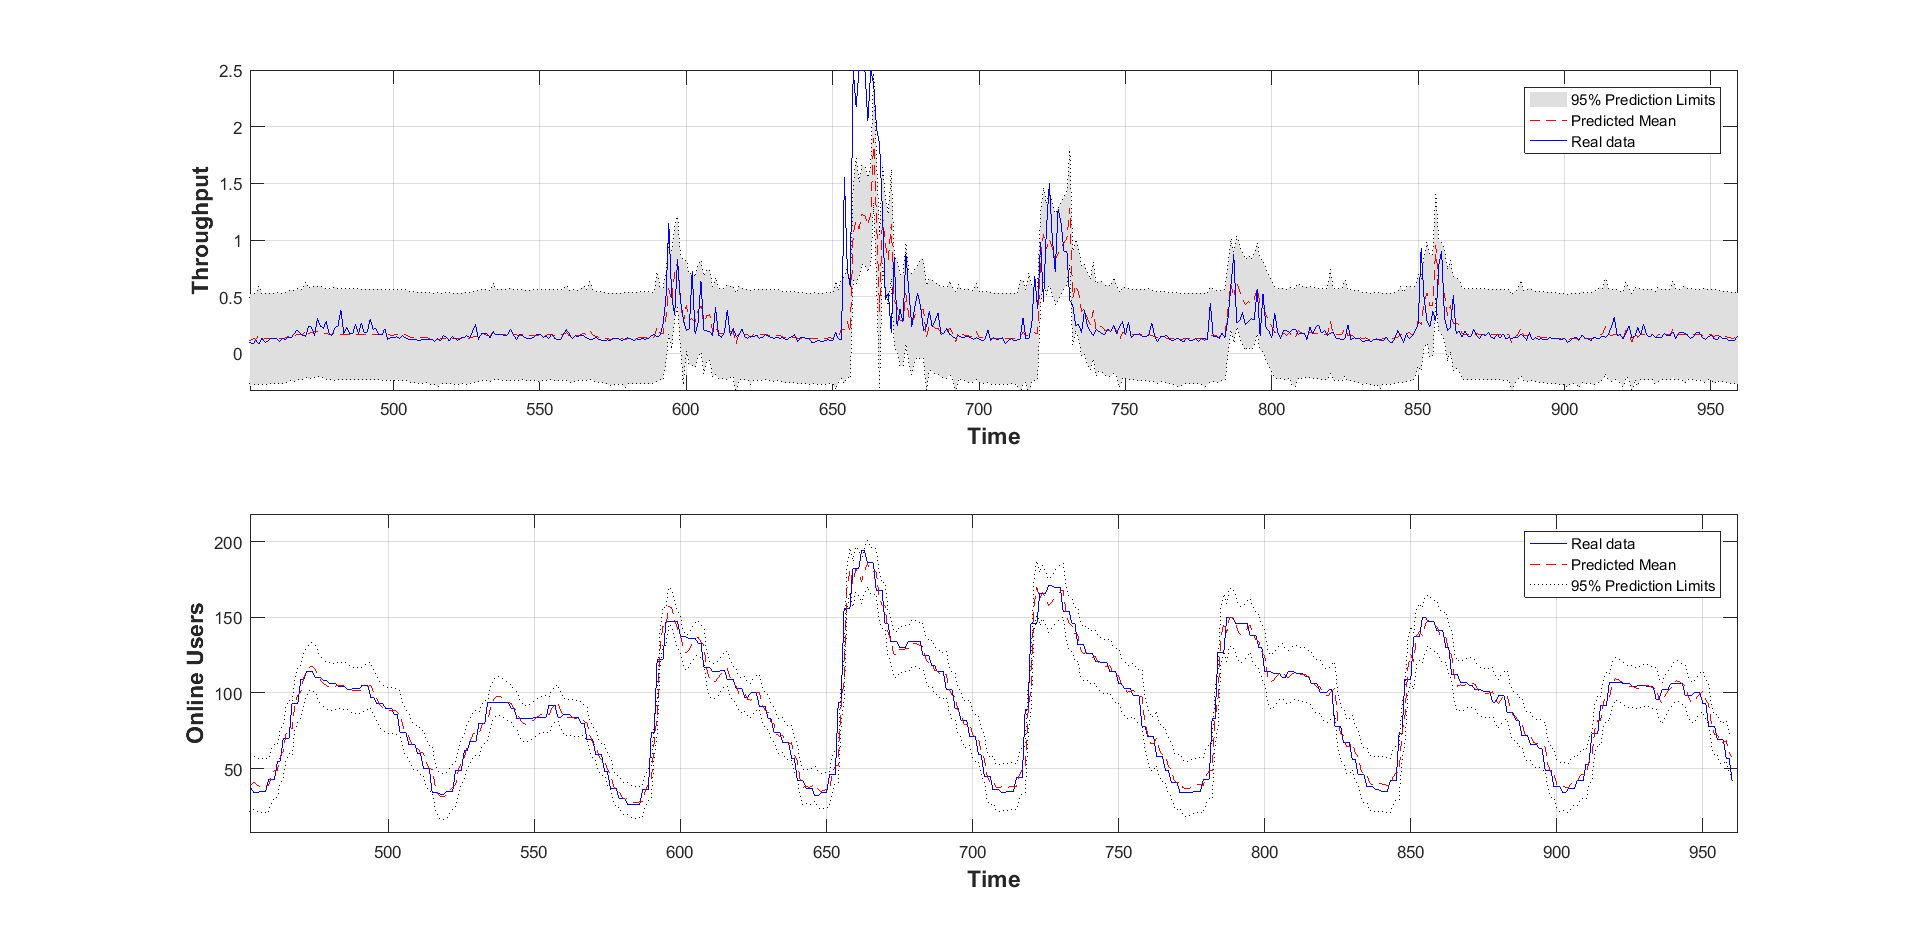 2.5
2
1.5
1
0.5
0
Throughput
95% Prediction Limits
Predicted Mean
Real data
500 550 600 650 700 750 800 850 900 950
Time
200
150
100
50
Online Users
Real data
Predicted Mean
95% Prediction Limits
500 550 600 650 700 750 800 850 900 950
Time